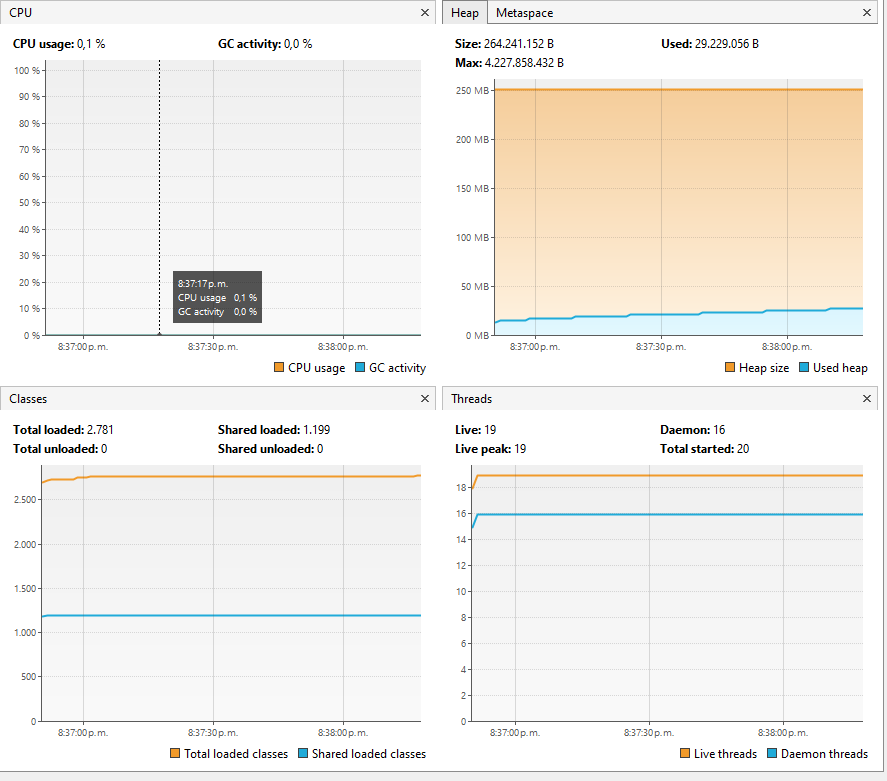 CPU
CPU usage: 0,1 %
GC activity: 0,0 %
100 %
90 %
80 %
70 %
60 %
50 %
40 %
30 %
20 %
10 %
0 %
8:37:17 p.m.
CPU usage 0,1 %
GC activity 0,0 %
8:37:00 p.m.
8:37:30 p.m.
8:38:00 p.m.
CPU usage
GC activity
Heap
Metaspace
Size: 264.241.152 B
Used: 29.229.056 B
Max: 4.227.858.432 B
250 MB
200 MB
150 MB
100 MB
50 MB
0 MB
8:37:00 p.m.
8:37:30 p.m.
8:38:00 p.m.
Heap size
Used heap
Classes
Total loaded: 2.781
Shared loaded: 1.199
Total unloaded: 0
Shared unloaded: 0
2.500
2.000
1.500
1.000
500
0
8:37:00 p.m.
8:37:30 p.m.
8:38:00 p.m.
Total loaded classes
Shared loaded classes
Threads
Live: 19
Daemon: 16
Live peak: 19
Total started: 20
18
16
14
12
10
8
6
4
2
0
8:37:00 p.m.
8:37:30 p.m.
8:38:00 p.m.
Live threads
Daemon threads